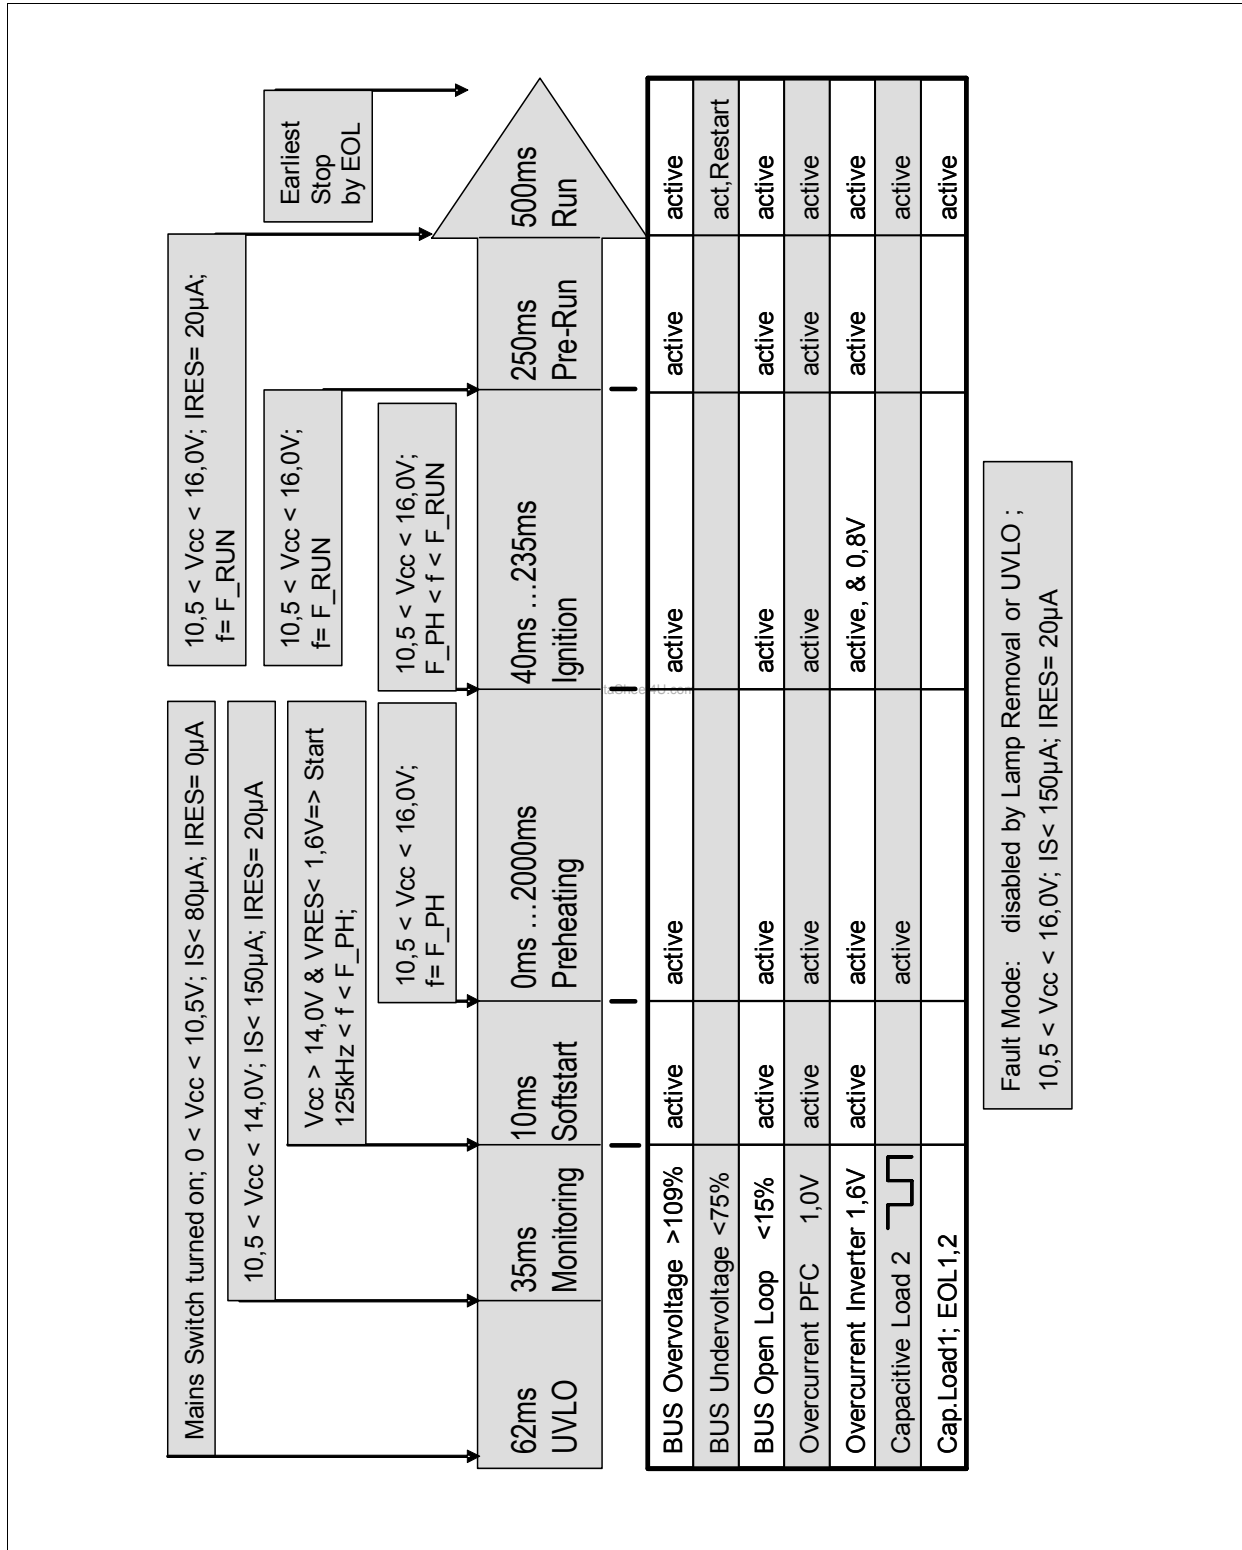 Mains Switch turned on; 0 < Vcc < 10,5V; IS< 80µA; IRES= 0µA
10,5 < Vcc < 14,0V; IS< 150µA; IRES= 20µA
Vcc > 14,0V & VRES< 1,6V=> Start
125kHz < f < F_PH;
10,5 < Vcc < 16,0V;
f= F_PH
10,5 < Vcc < 16,0V; IRES= 20µA;
f= F_RUN
10,5 < Vcc < 16,0V;
f= F_RUN
10,5 < Vcc < 16,0V;
F_PH < f < F_RUN
Earliest
Stop
by EOL
62ms
UVLO
35ms
Monitoring
10ms
Softstart
0ms ...2000ms
Preheating
40ms ...235ms
Ignition
250ms
Pre-Run
500ms
Run
BUS Overvoltage >109% active active active active active
BUS Undervoltage <75% act,Restart
BUS Open Loop <15% active active active active active
Overcurrent PFC 1,0V active active active active active
Overcurrent Inverter 1,6V active active active, & 0,8V active active
Capacitive Load 2 active active
Cap.Load1; EOL1,2 active
Fault Mode: disabled by Lamp Removal or UVLO ;
10,5 < Vcc < 16,0V; IS< 150µA; IRES= 20µA